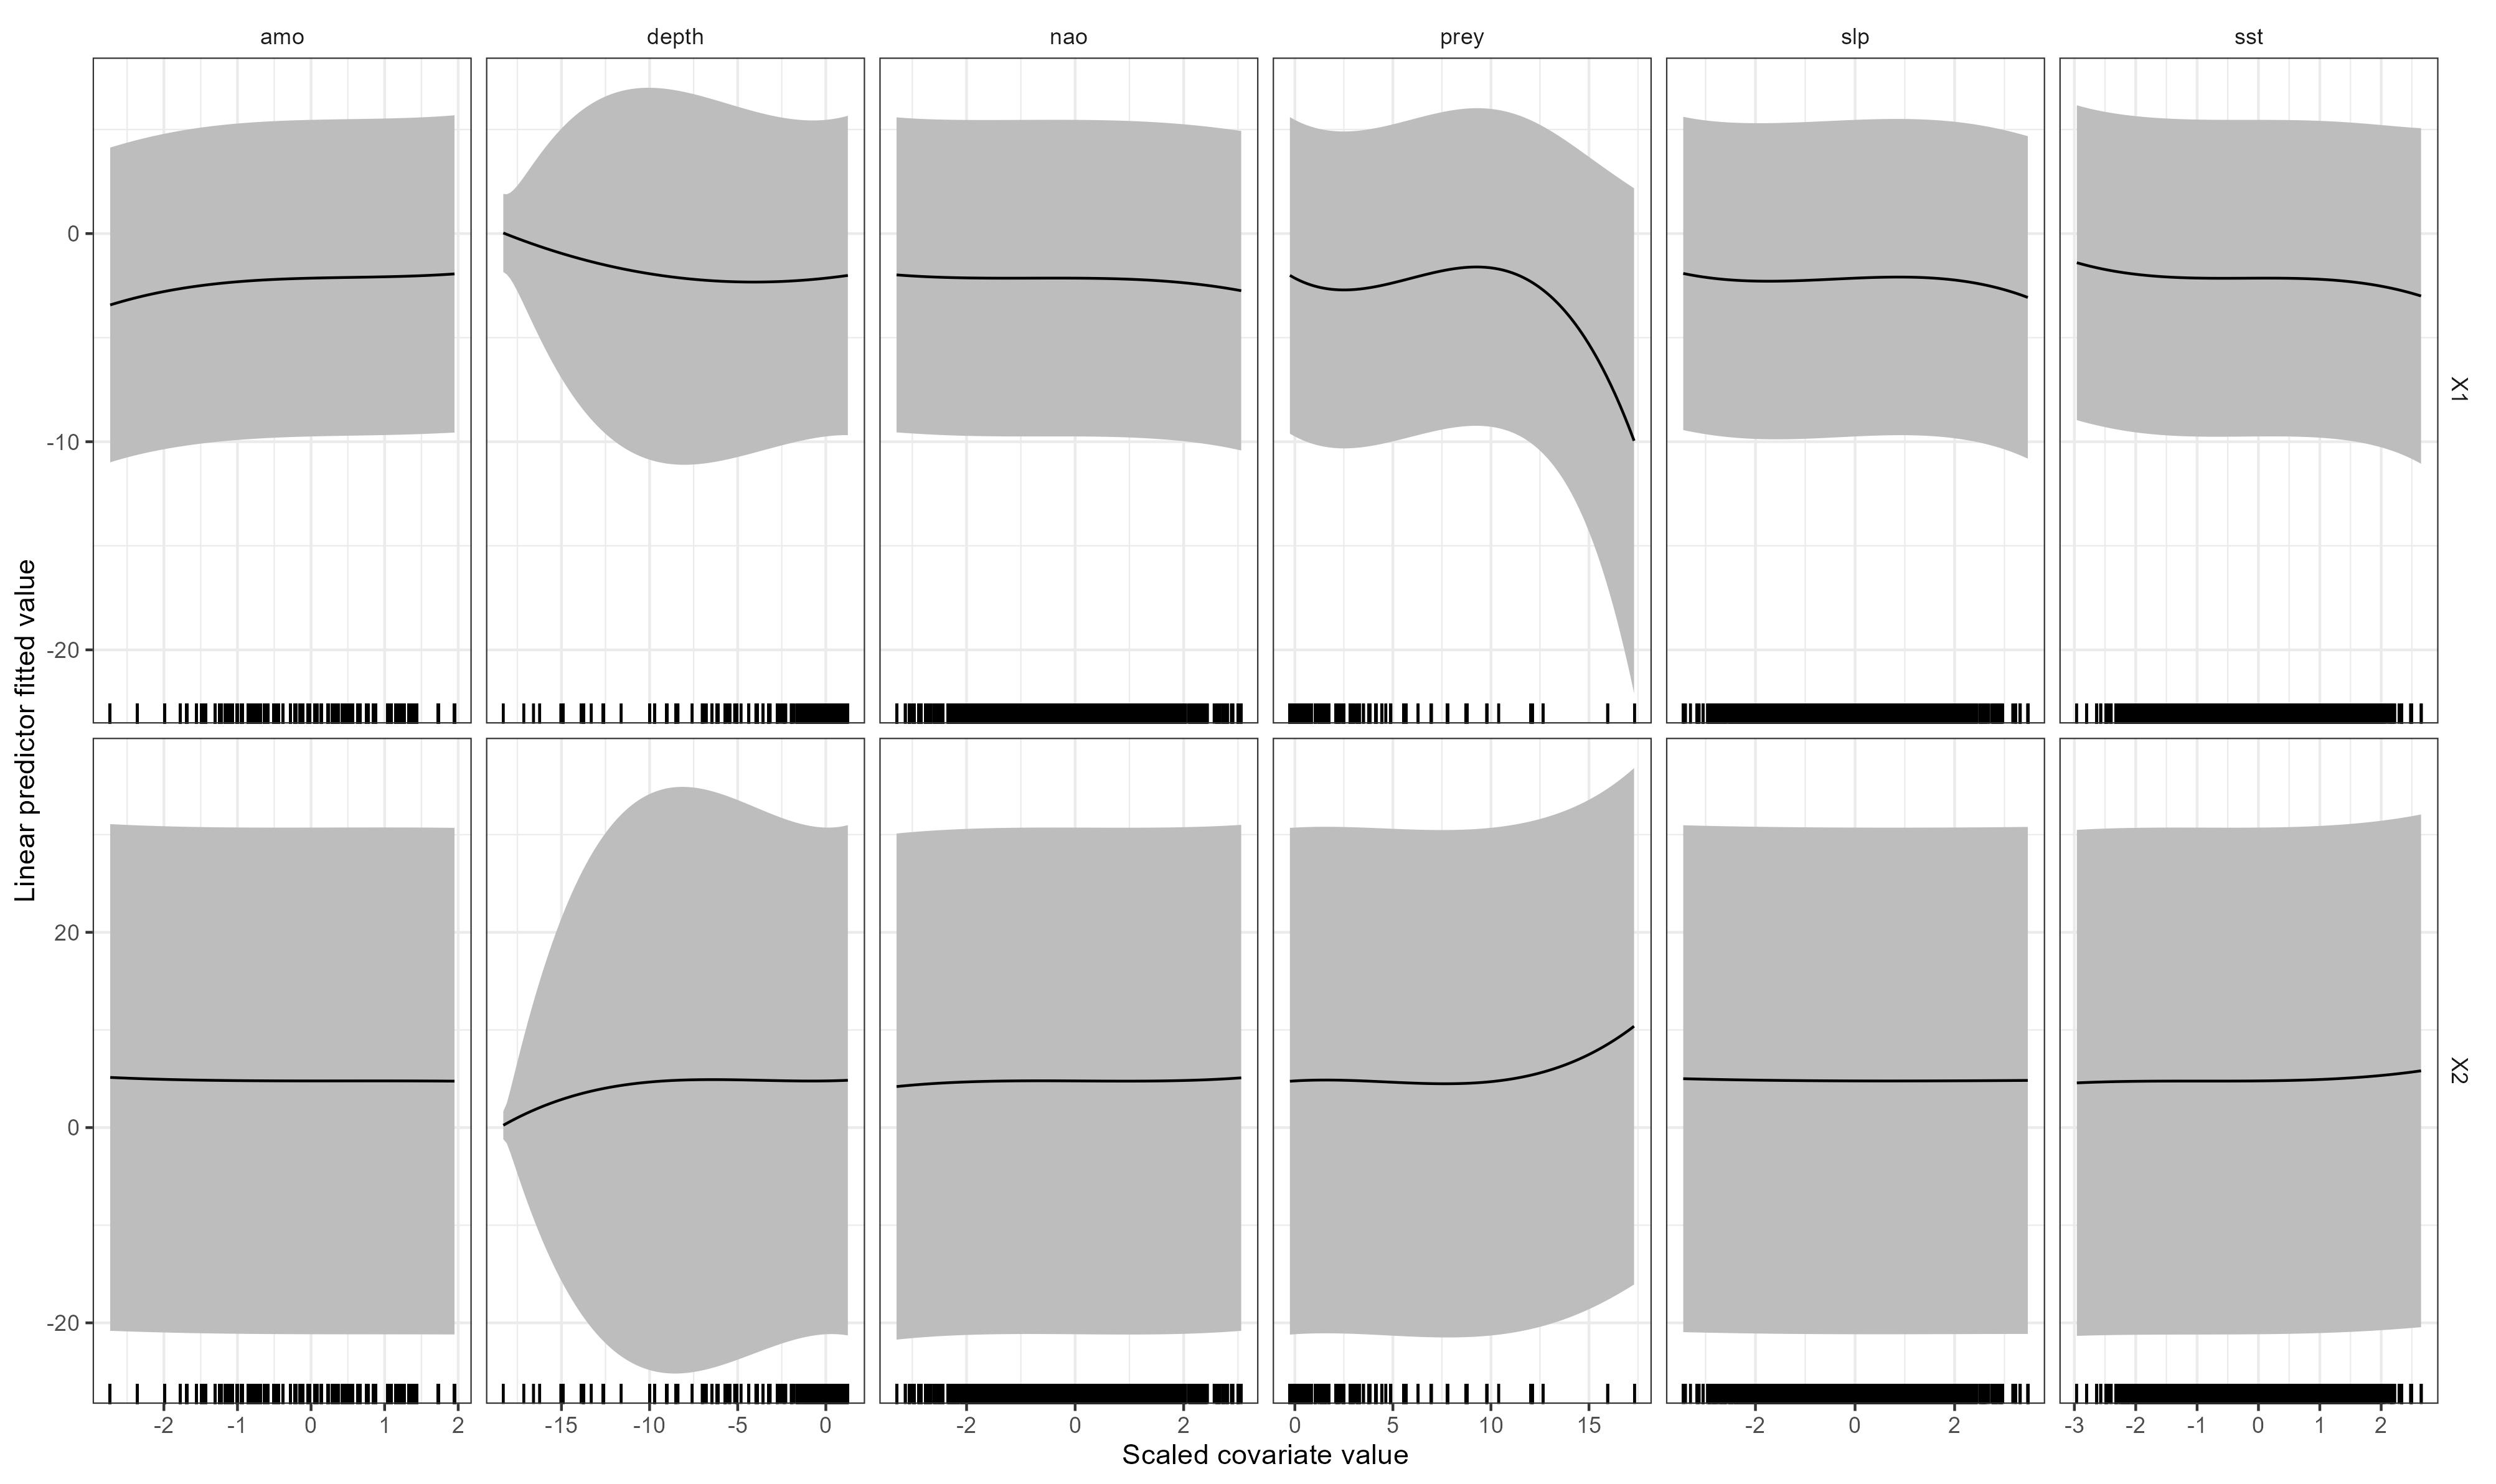 amo depth nao prey slp sst
Linear predictor fitted value
0
-10
-20
X1
20
0
-20
X2
-2 -1 0 1 2 -15 -10 -5 0 -2 0 2 0 5 10 15 -2 0 2 -3 -2 -1 0 1 2
Scaled covariate value